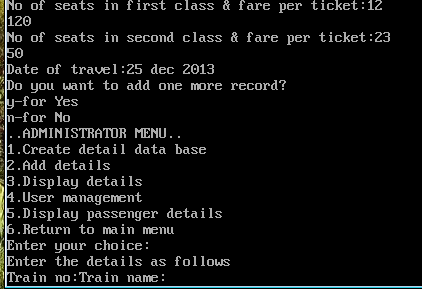 No of seats in first class & fare per ticket:12
120
No of seats in second class & fare per ticket:23
50
Date of travel:25 dec 2013
Do you want to add one more record?
y-for Yes
n-for No
..ADMINISTRATOR MENU..
1.Create detail data base
2.Add details
3.Display details
4.User management
5.Display passenger details
6.Return to main menu
Enter your choice:
Enter the details as follows
Train no:Train name: